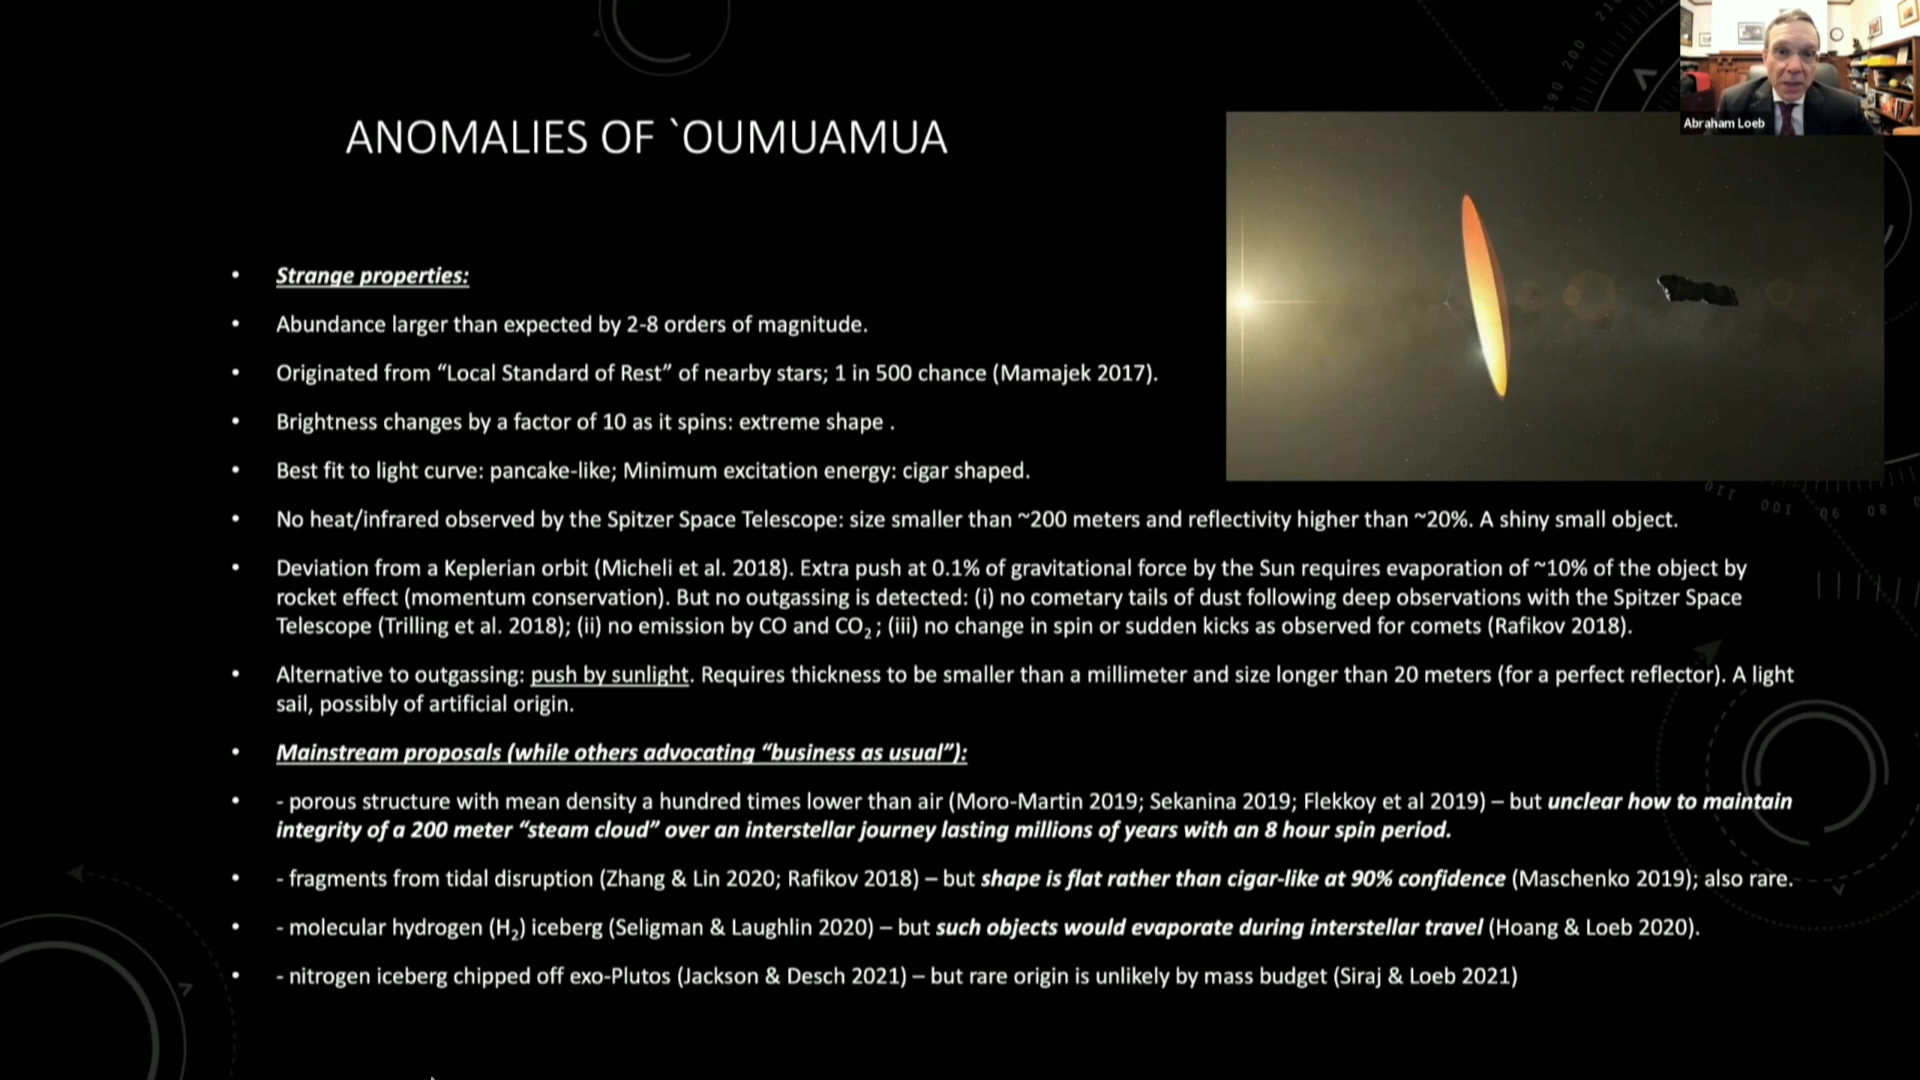 Abraham Loeb
ANOMALIES OF `OUMUAMUA
• Strange properties:
• Abundance larger than expected by 2-8 orders of magnitude.
• Originated from “Local Standard of Rest” of nearby stars; 1 in 500 chance (Mamajek 2017).
• Brightness changes by a factor of 10 as it spins: extreme shape .
• Best fit to light curve: pancake-like; Minimum excitation energy: cigar shaped.
• No heat/infrared observed by the Spitzer Space Telescope: size smaller than ~200 meters and reflectivity higher than ~20%. A shiny small object.
• Deviation from a Keplerian orbit (Micheli et al. 2018). Extra push at 0.1% of gravitational force by the Sun requires evaporation of ~10% of the object by
rocket effect (momentum conservation). But no outgassing is detected: (i) no cometary tails of dust following deep observations with the Spitzer Space
Telescope (Trilling et al. 2018); (ii) no emission by CO and CO₂ ; (iii) no change in spin or sudden kicks as observed for comets (Rafikov 2018).
• Alternative to outgassing: push by sunlight. Requires thickness to be smaller than a millimeter and size longer than 20 meters (for a perfect reflector). A light
sail, possibly of artificial origin.
• Mainstream proposals (while others advocating “business as usual”):
• - porous structure with mean density a hundred times lower than air (Moro-Martin 2019; Sekanina 2019; Flekkoy et al 2019) – but unclear how to maintain
integrity of a 200 meter “steam cloud” over an interstellar journey lasting millions of years with an 8 hour spin period.
• - fragments from tidal disruption (Zhang & Lin 2020; Rafikov 2018) – but shape is flat rather than cigar-like at 90% confidence (Maschenko 2019); also rare.
• - molecular hydrogen (H₂) iceberg (Seligman & Laughlin 2020) – but such objects would evaporate during interstellar travel (Hoang & Loeb 2020).
• - nitrogen iceberg chipped off exo-Plutos (Jackson & Desch 2021) – but rare origin is unlikely by mass budget (Siraj & Loeb 2021)
210
200
190
110
100
90
80